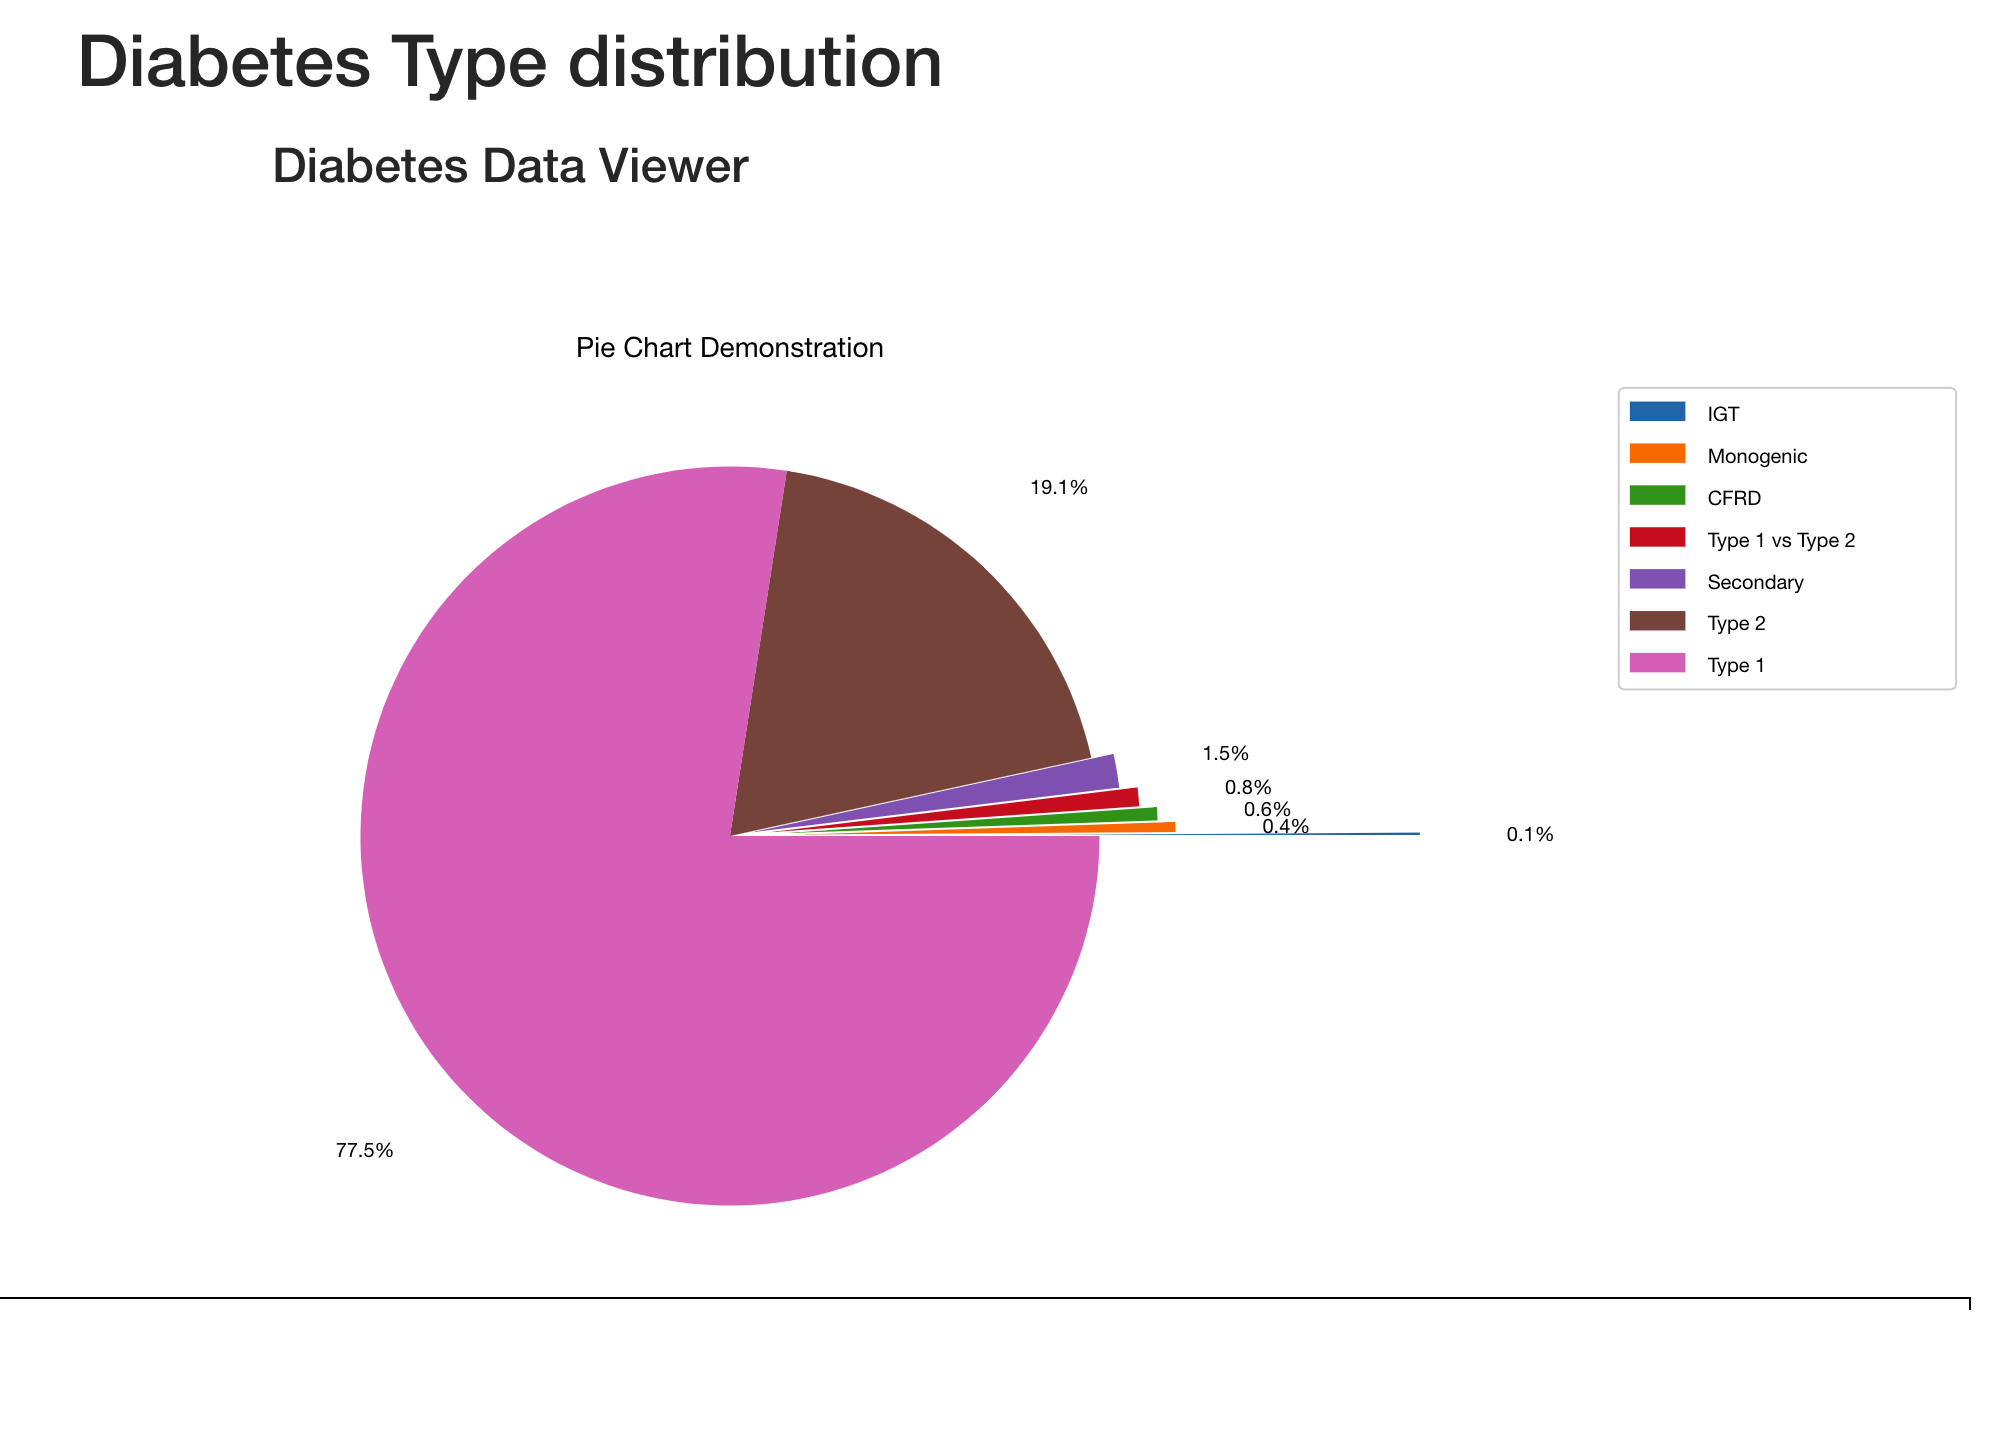 Diabetes Type distribution
Diabetes Data Viewer
Pie Chart Demonstration
IGT
Monogenic
CFRD
Type 1 vs Type 2
Secondary
Type 2
Type 1
19.1%
1.5%
0.8%
0.6%
0.4%
0.1%
77.5%